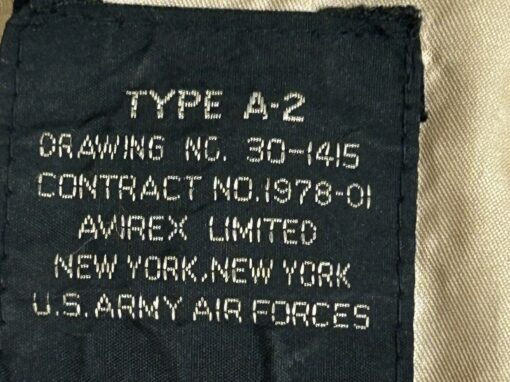 TYPE A-2
DRAWING NO. 30-1415
CONTRACT NO.1978-01
AVIREX LIMITED
NEW YORK,NEW YORK
U.S. ARMY AIR FORCES